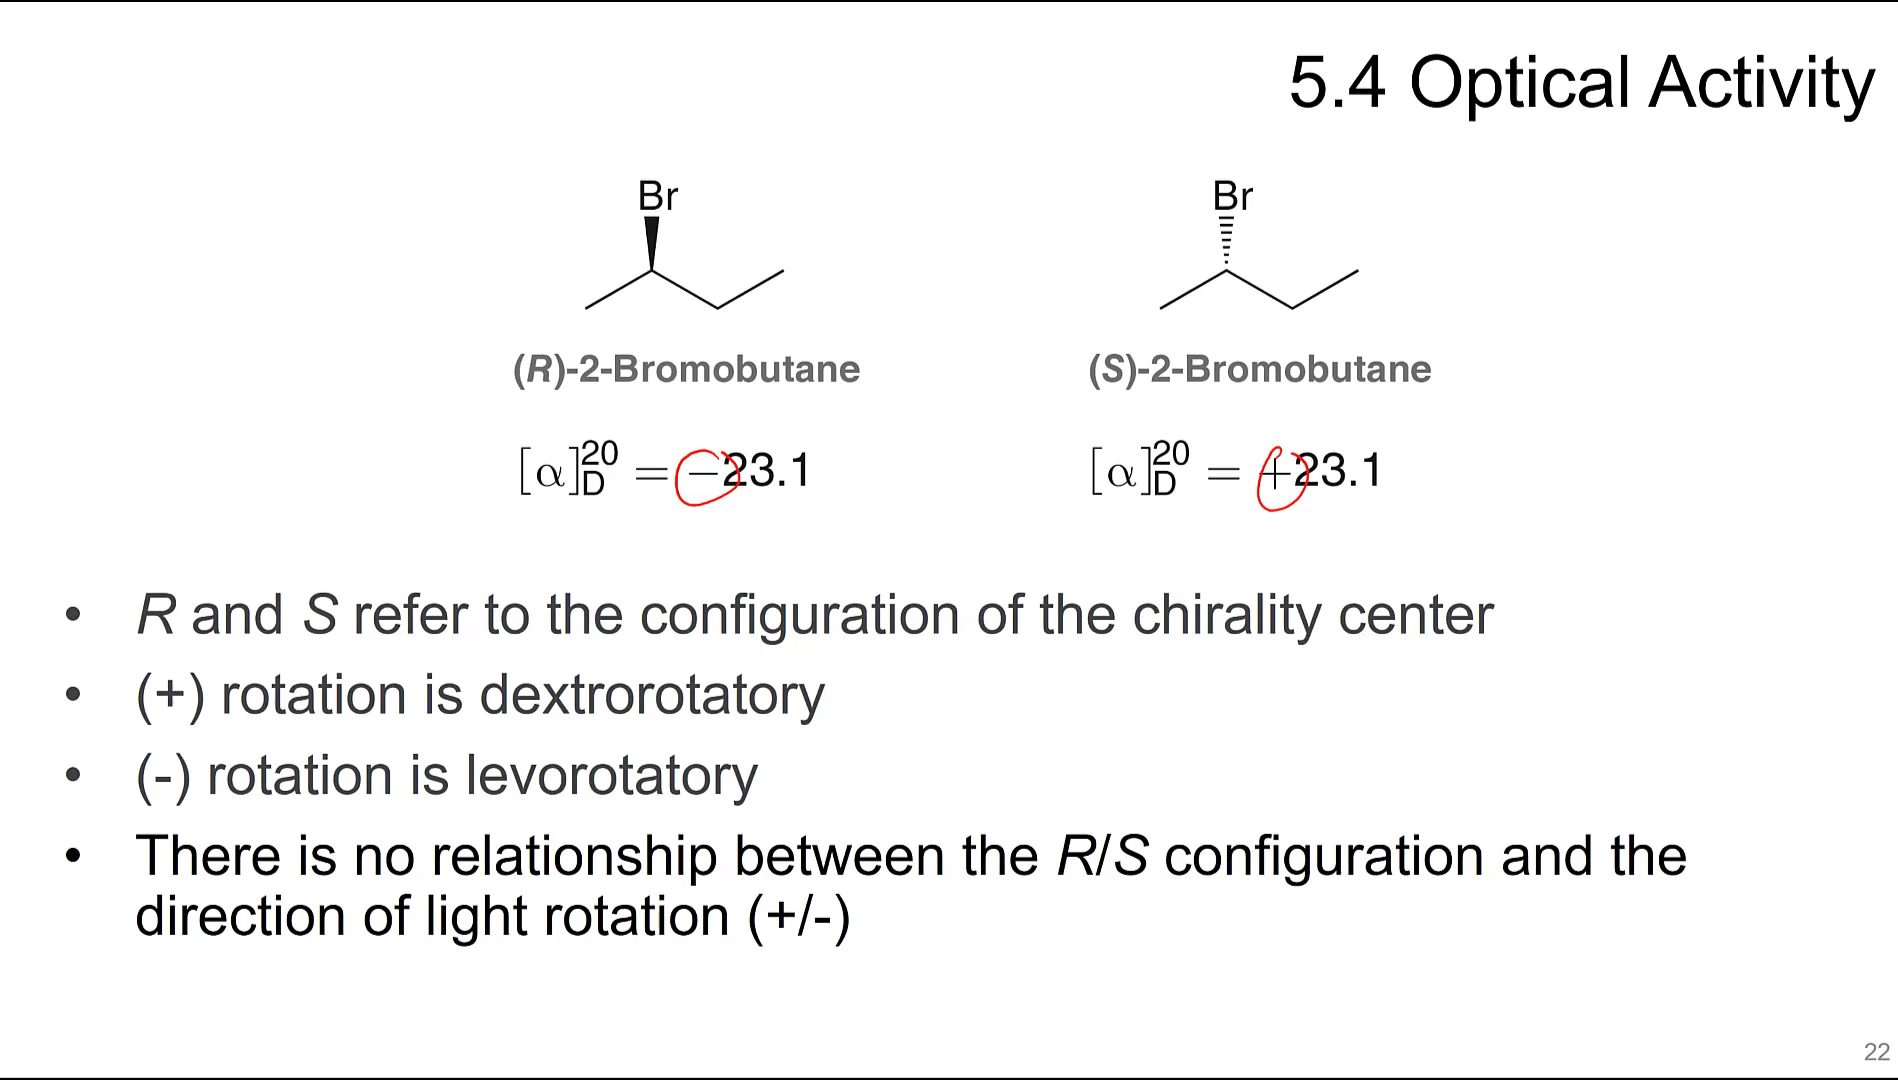 5.4 Optical Activity
Br
Br
(R)-2-Bromobutane
(S)-2-Bromobutane
[α]20D = −23.1
[α]20D = +23.1
• R and S refer to the configuration of the chirality center
• (+) rotation is dextrorotatory
• (-) rotation is levorotatory
• There is no relationship between the R/S configuration and the
direction of light rotation (+/-)
22